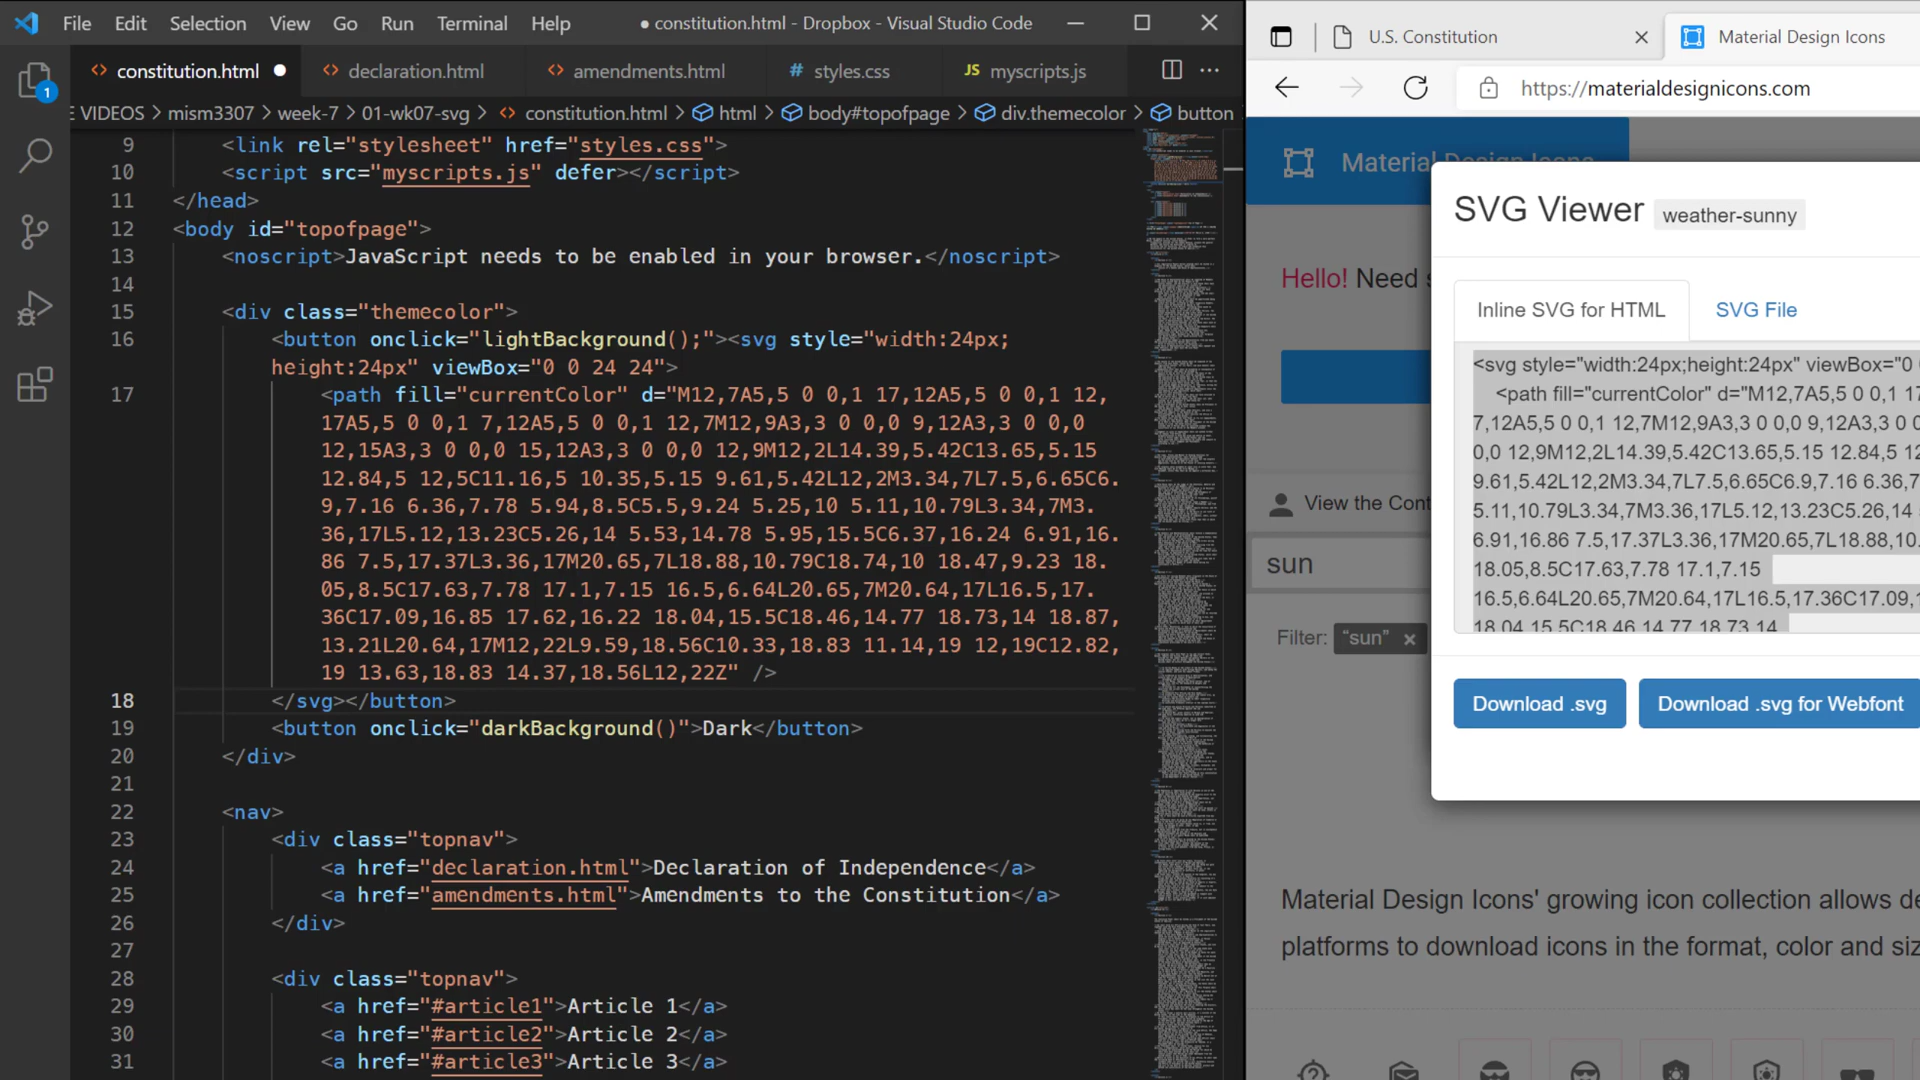 File Edit Selection View Go Run Terminal Help
● constitution.html - Dropbox - Visual Studio Code
1
constitution.html
declaration.html
amendments.html
# styles.css
JS myscripts.js
E VIDEOS > mism3307 > week-7 > 01-wk07-svg > constitution.html > html > body#topofpage > div.themecolor > button
9 <link rel="stylesheet" href="styles.css">
10 <script src="myscripts.js" defer></script>
11 </head>
12 <body id="topofpage">
13 <noscript>JavaScript needs to be enabled in your browser.</noscript>
14
15 <div class="themecolor">
16 <button onclick="lightBackground();"><svg style="width:24px;
height:24px" viewBox="0 0 24 24">
17 <path fill="currentColor" d="M12,7A5,5 0 0,1 17,12A5,5 0 0,1 12,
17A5,5 0 0,1 7,12A5,5 0 0,1 12,7M12,9A3,3 0 0,0 9,12A3,3 0 0,0
12,15A3,3 0 0,0 15,12A3,3 0 0,0 12,9M12,2L14.39,5.42C13.65,5.15
12.84,5 12,5C11.16,5 10.35,5.15 9.61,5.42L12,2M3.34,7L7.5,6.65C6.
9,7.16 6.36,7.78 5.94,8.5C5.5,9.24 5.25,10 5.11,10.79L3.34,7M3.
36,17L5.12,13.23C5.26,14 5.53,14.78 5.95,15.5C6.37,16.24 6.91,16.
86 7.5,17.37L3.36,17M20.65,7L18.88,10.79C18.74,10 18.47,9.23 18.
05,8.5C17.63,7.78 17.1,7.15 16.5,6.64L20.65,7M20.64,17L16.5,17.
36C17.09,16.85 17.62,16.22 18.04,15.5C18.46,14.77 18.73,14 18.87,
13.21L20.64,17M12,22L9.59,18.56C10.33,18.83 11.14,19 12,19C12.82,
19 13.63,18.83 14.37,18.56L12,22Z" />
18 </svg></button>
19 <button onclick="darkBackground()">Dark</button>
20 </div>
21
22 <nav>
23 <div class="topnav">
24 <a href="declaration.html">Declaration of Independence</a>
25 <a href="amendments.html">Amendments to the Constitution</a>
26 </div>
27
28 <div class="topnav">
29 <a href="#article1">Article 1</a>
30 <a href="#article2">Article 2</a>
31 <a href="#article3">Article 3</a>
U.S. Constitution
Material Design Icons
https://materialdesignicons.com
Material Design Icons
SVG Viewer weather-sunny
Hello! Need
Inline SVG for HTML
SVG File
<svg style="width:24px;height:24px" viewBox="0
<path fill="currentColor" d="M12,7A5,5 0 0,1 17
7,12A5,5 0 0,1 12,7M12,9A3,3 0 0,0 9,12A3,3 0
0,0 12,9M12,2L14.39,5.42C13.65,5.15 12.84,5 12
9.61,5.42L12,2M3.34,7L7.5,6.65C6.9,7.16 6.36,7
5.11,10.79L3.34,7M3.36,17L5.12,13.23C5.26,14
6.91,16.86 7.5,17.37L3.36,17M20.65,7L18.88,10.
18.05,8.5C17.63,7.78 17.1,7.15
16.5,6.64L20.65,7M20.64,17L16.5,17.36C17.09,
18.04,15.5C18.46,14.77 18.73,14
View the Cont
sun
Filter: "sun" ×
Download .svg
Download .svg for Webfont
Material Design Icons' growing icon collection allows
platforms to download icons in the format, color and